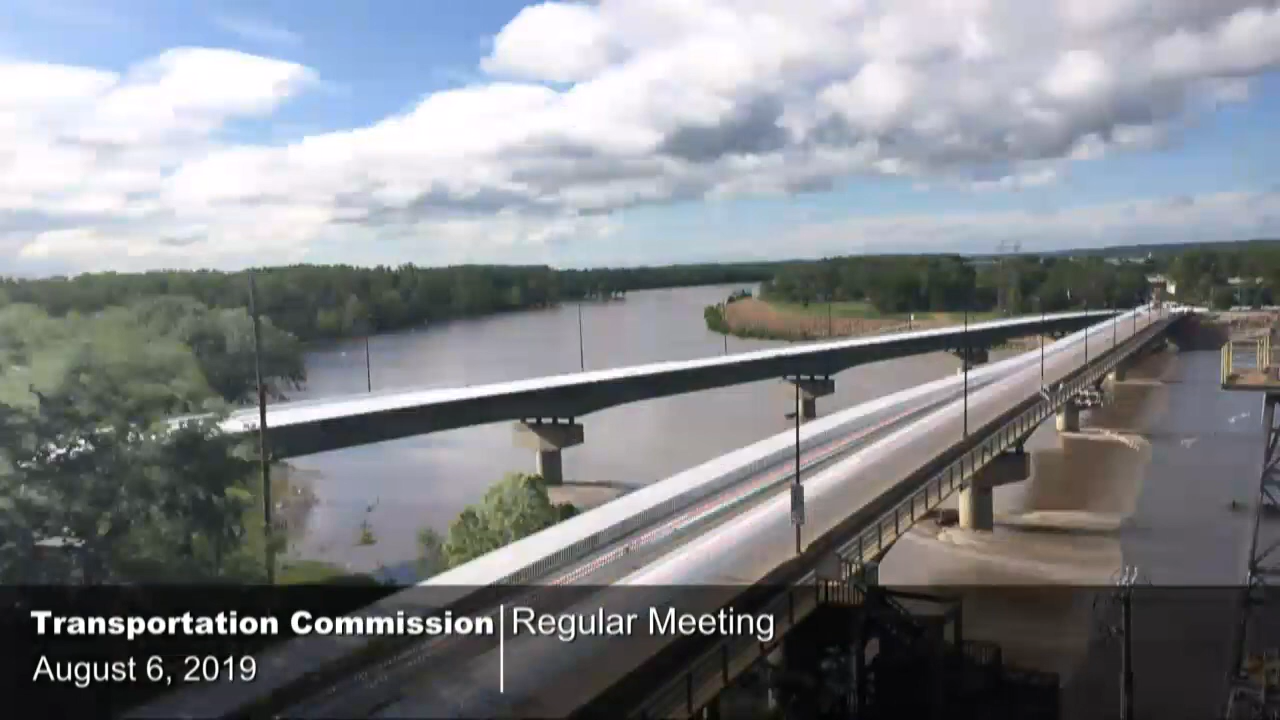 Transportation Commission | Regular Meeting
August 6, 2019